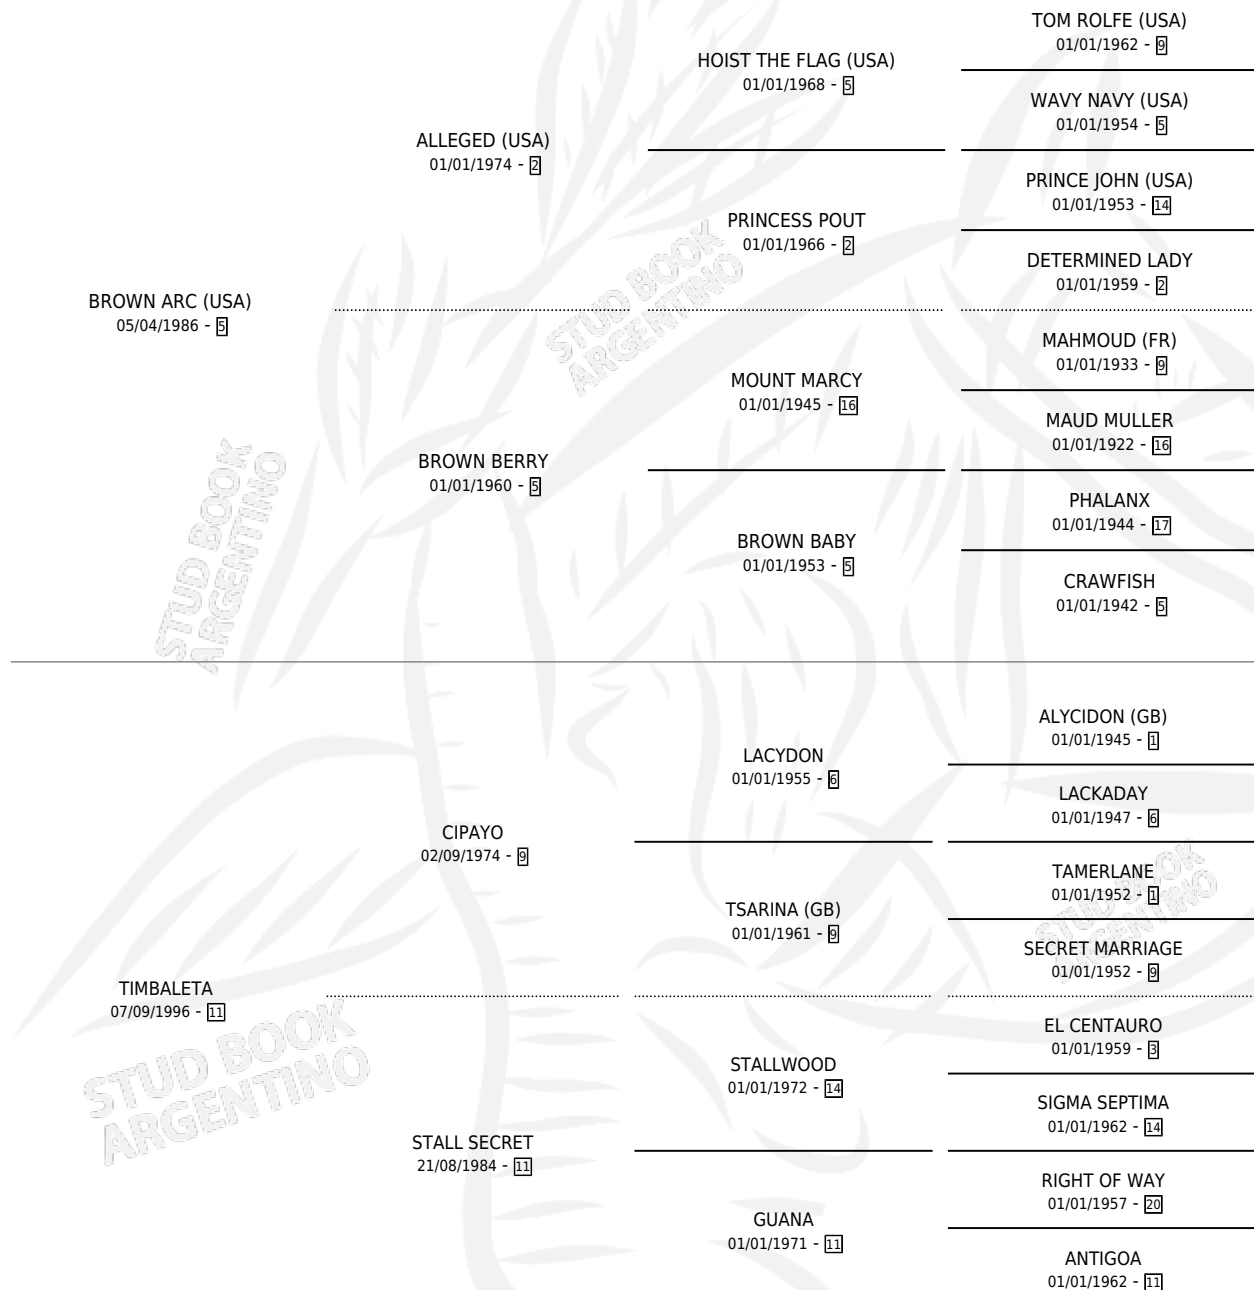 TOM ROLFE (USA)
01/01/1962 - 9
HOIST THE FLAG (USA)
01/01/1968 - 5
WAVY NAVY (USA)
01/01/1954 - 5
ALLEGED (USA)
01/01/1974 - 2
PRINCE JOHN (USA)
01/01/1953 - 14
PRINCESS POUT
01/01/1966 - 2
DETERMINED LADY
01/01/1959 - 2
BROWN ARC (USA)
05/04/1986 - 5
MAHMOUD (FR)
01/01/1933 - 9
MOUNT MARCY
01/01/1945 - 16
MAUD MULLER
01/01/1922 - 16
BROWN BERRY
01/01/1960 - 5
PHALANX
01/01/1944 - 17
BROWN BABY
01/01/1953 - 5
CRAWFISH
01/01/1942 - 5
ALYCIDON (GB)
01/01/1945 - 1
LACYDON
01/01/1955 - 6
LACKADAY
01/01/1947 - 6
CIPAYO
02/09/1974 - 9
TAMERLANE
01/01/1952 - 1
TSARINA (GB)
01/01/1961 - 9
SECRET MARRIAGE
01/01/1952 - 9
TIMBALETA
07/09/1996 - 11
EL CENTAURO
01/01/1959 - 3
STALLWOOD
01/01/1972 - 14
SIGMA SEPTIMA
01/01/1962 - 14
STALL SECRET
21/08/1984 - 11
RIGHT OF WAY
01/01/1957 - 20
GUANA
01/01/1971 - 11
ANTIGOA
01/01/1962 - 11
STUD BOOK
ARGENTINO
STUD BOOK
ARGENTINO
STUD BOOK
ARGENTINO
STUD BOOK
ARGENTINO